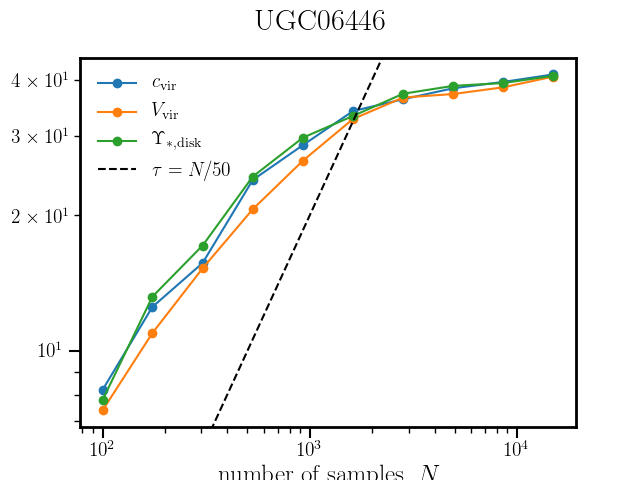 UGC06446
4 × 10¹
3 × 10¹
2 × 10¹
10¹
c_vir
V_vir
Υ_*,disk
τ = N/50
10² 10³ 10⁴
number of samples, N